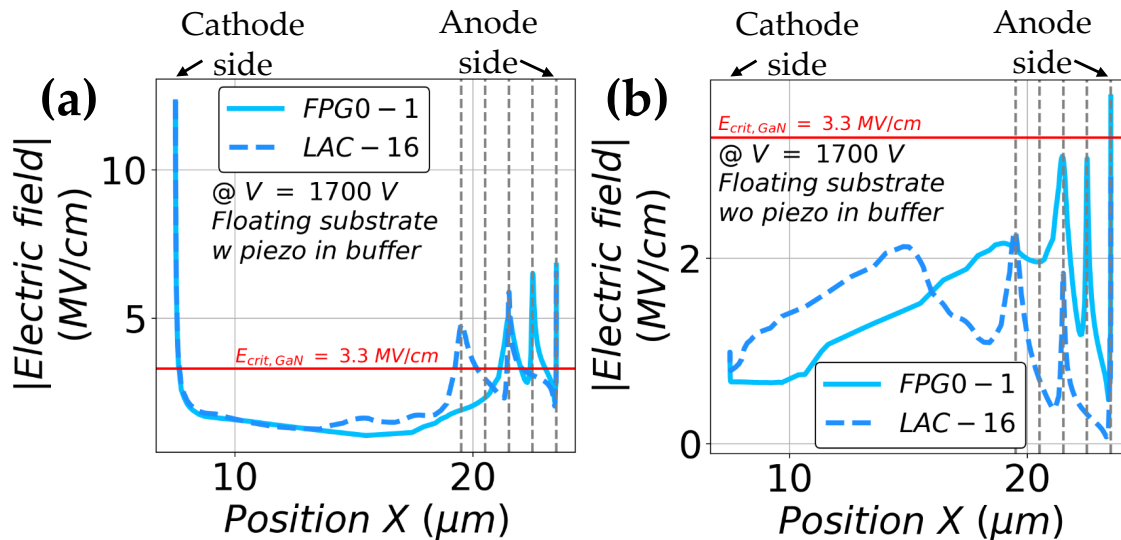 Cathode side
Anode side
(a)
FPG0 − 1
LAC − 16
E_crit, GaN = 3.3 MV/cm
@ V = 1700 V
Floating substrate
w piezo in buffer
|Electric field|
(MV/cm)
10
5
10
20
Position X (μm)
Cathode side
Anode side
(b)
E_crit, GaN = 3.3 MV/cm
@ V = 1700 V
Floating substrate
wo piezo in buffer
FPG0 − 1
LAC − 16
|Electric field|
(MV/cm)
2
0
10
20
Position X (μm)